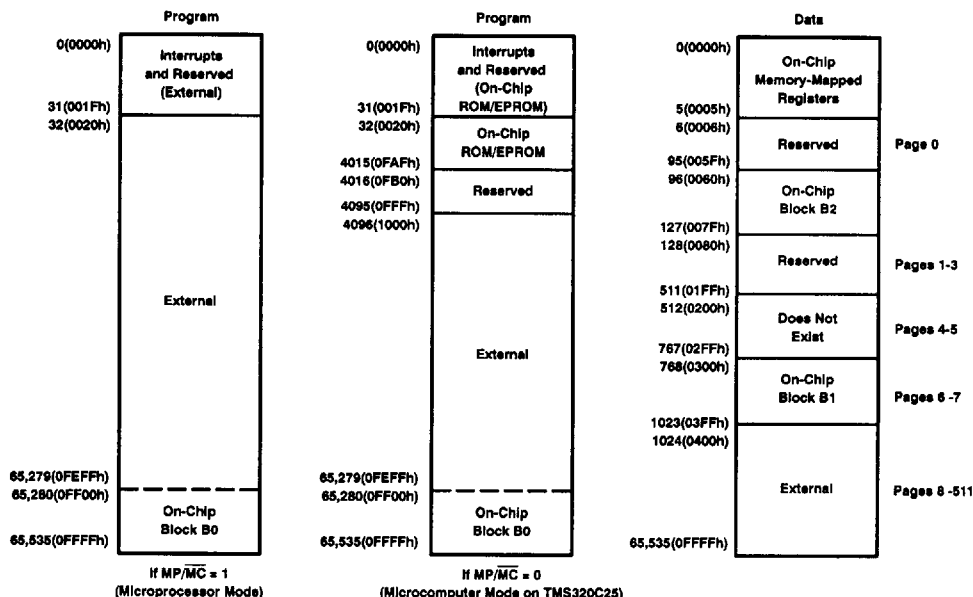 Program
0(0000h)
Interrupts
and Reserved
(External)
31(001Fh)
32(0020h)
External
65,279(0FEFFh)
65,280(0FF00h)
On-Chip
Block B0
65,535(0FFFFh)
If MP/MC = 1
(Microprocessor Mode)
Program
0(0000h)
Interrupts
and Reserved
(On-Chip
ROM/EPROM)
31(001Fh)
32(0020h)
On-Chip
ROM/EPROM
4015(0FAFh)
4016(0FB0h)
Reserved
4095(0FFFh)
4096(1000h)
External
65,279(0FEFFh)
65,280(0FF00h)
On-Chip
Block B0
65,535(0FFFFh)
If MP/MC = 0
(Microcomputer Mode on TMS320C25)
Data
0(0000h)
On-Chip
Memory-Mapped
Registers
5(0005h)
6(0006h)
Reserved
Page 0
95(005Fh)
96(0060h)
On-Chip
Block B2
127(007Fh)
128(0080h)
Reserved
Pages 1-3
511(01FFh)
512(0200h)
Does Not
Exist
Pages 4-5
767(02FFh)
768(0300h)
On-Chip
Block B1
Pages 6 -7
1023(03FFh)
1024(0400h)
External
Pages 8 -511
65,535(0FFFFh)